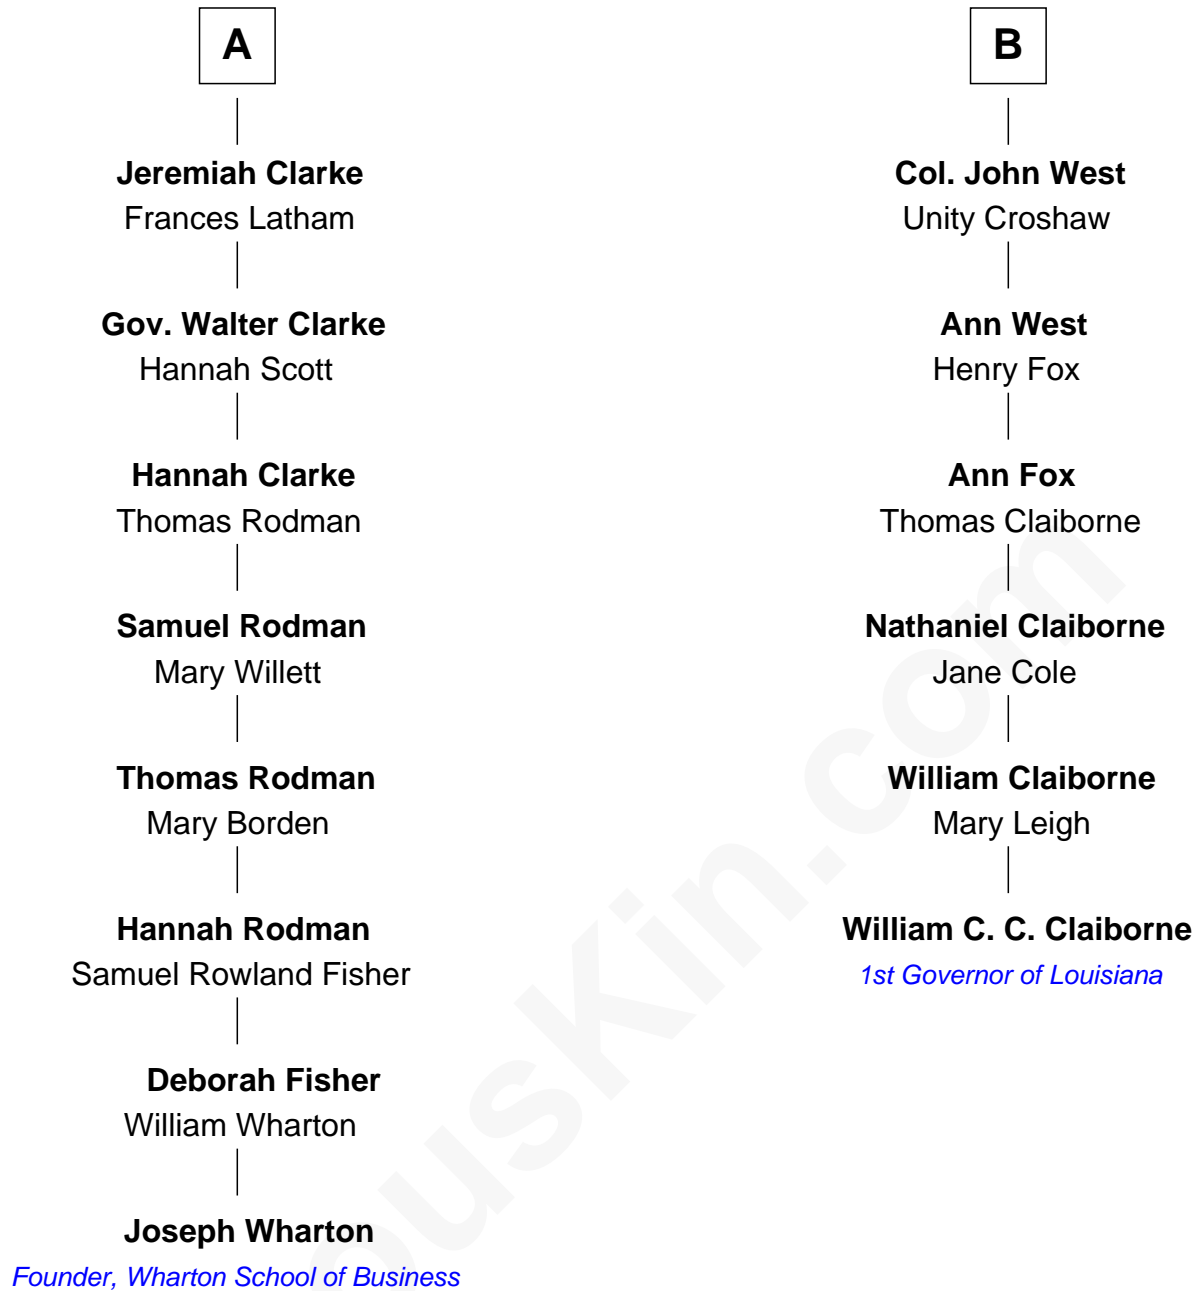 A
Jeremiah Clarke
Frances Latham
Gov. Walter Clarke
Hannah Scott
Hannah Clarke
Thomas Rodman
Samuel Rodman
Mary Willett
Thomas Rodman
Mary Borden
Hannah Rodman
Samuel Rowland Fisher
Deborah Fisher
William Wharton
Joseph Wharton
Founder, Wharton School of Business
B
Col. John West
Unity Croshaw
Ann West
Henry Fox
Ann Fox
Thomas Claiborne
Nathaniel Claiborne
Jane Cole
William Claiborne
Mary Leigh
William C. C. Claiborne
1st Governor of Louisiana
ousKin.com